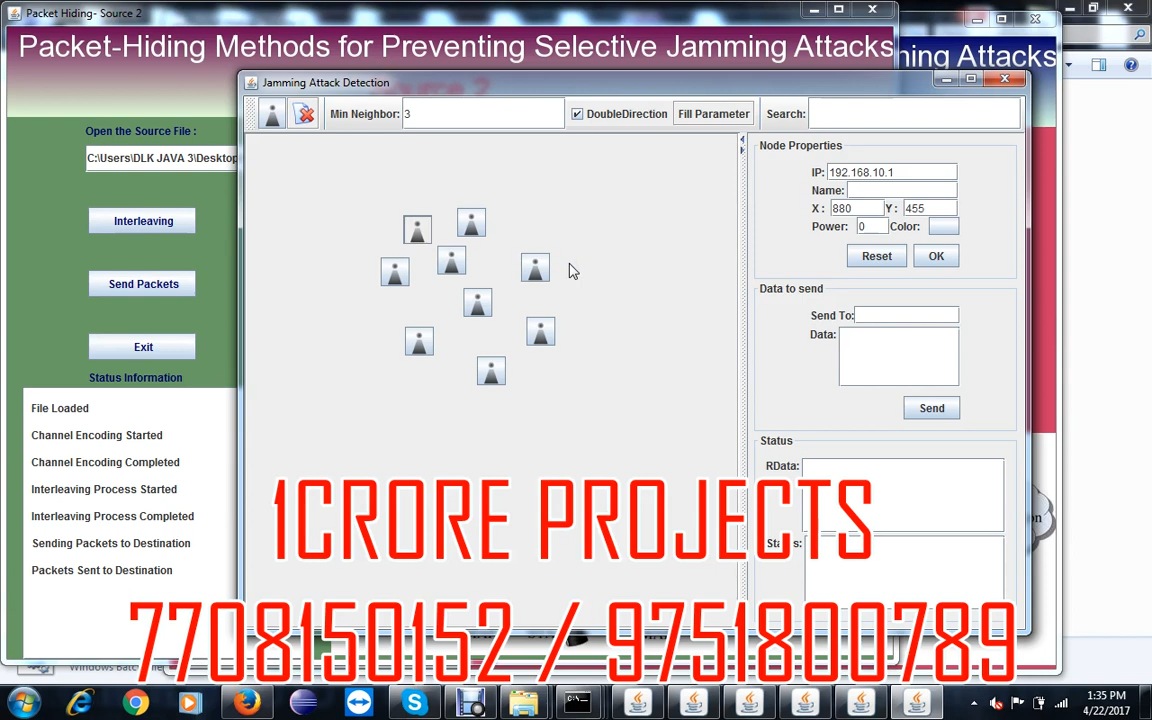 Packet Hiding- Source 2
Packet-Hiding Methods for Preventing Selective Jamming Attacks
ning Attacks
Jamming Attack Detection
Min Neighbor: 3
DoubleDirection
Fill Parameter
Search:
Open the Source File :
C:\Users\DLK JAVA 3\Desktop
Interleaving
Send Packets
Exit
Status Information
File Loaded
Channel Encoding Started
Channel Encoding Completed
Interleaving Process Started
Interleaving Process Completed
Sending Packets to Destination
Packets Sent to Destination
Node Properties
IP: 192.168.10.1
Name:
X : 880 Y : 455
Power: 0 Color:
Reset
OK
Data to send
Send To:
Data:
Send
Status
RData:
1CRORE PROJECTS
7708150152 / 9751800789
1:35 PM
4/22/2017